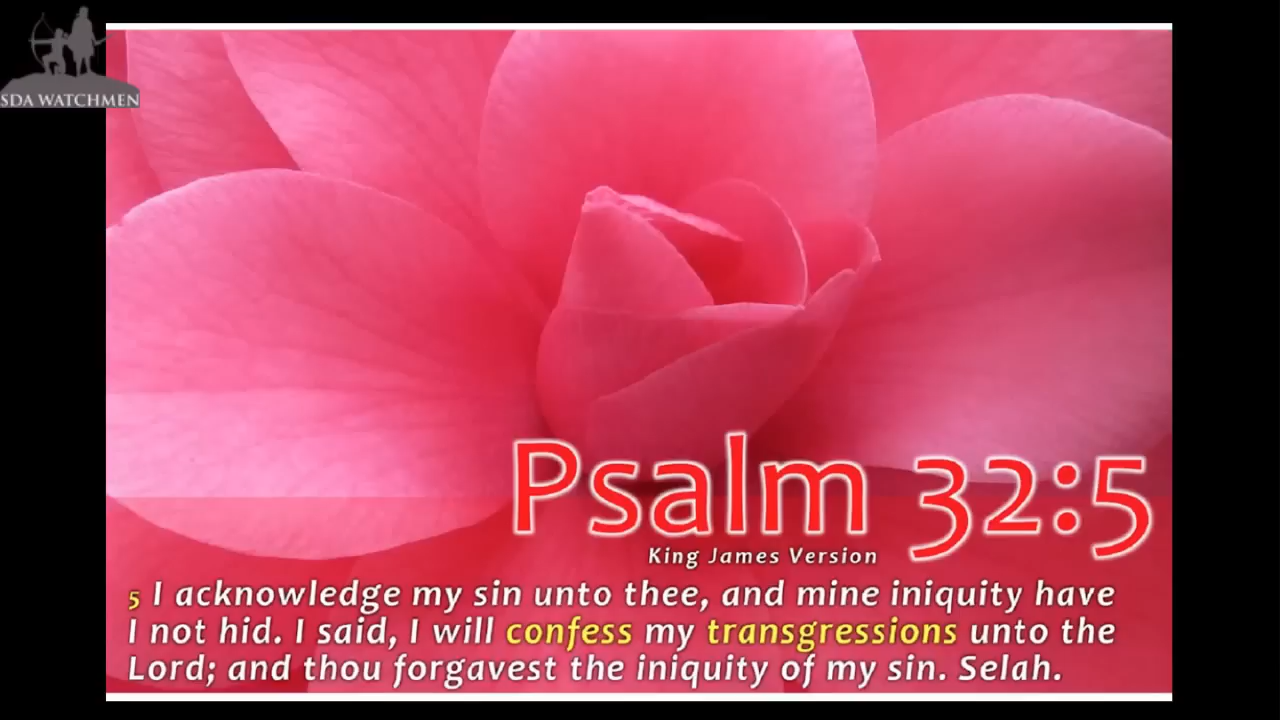 SDA WATCHMEN
Psalm 32:5
King James Version
5 I acknowledge my sin unto thee, and mine iniquity have
I not hid. I said, I will confess my transgressions unto the
Lord; and thou forgavest the iniquity of my sin. Selah.